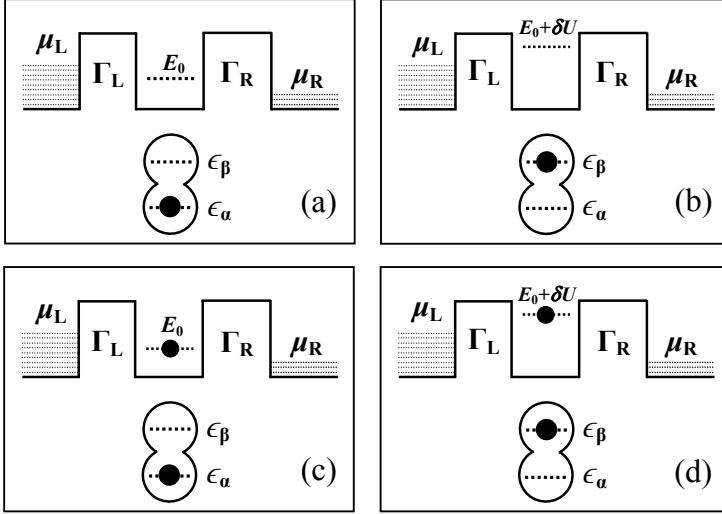 μL ΓL E0 ΓR μR
ϵβ
ϵα (a)
μL ΓL E0+δU ΓR μR
ϵβ
ϵα (b)
μL ΓL E0 ΓR μR
ϵβ
ϵα (c)
μL ΓL E0+δU ΓR μR
ϵβ
ϵα (d)